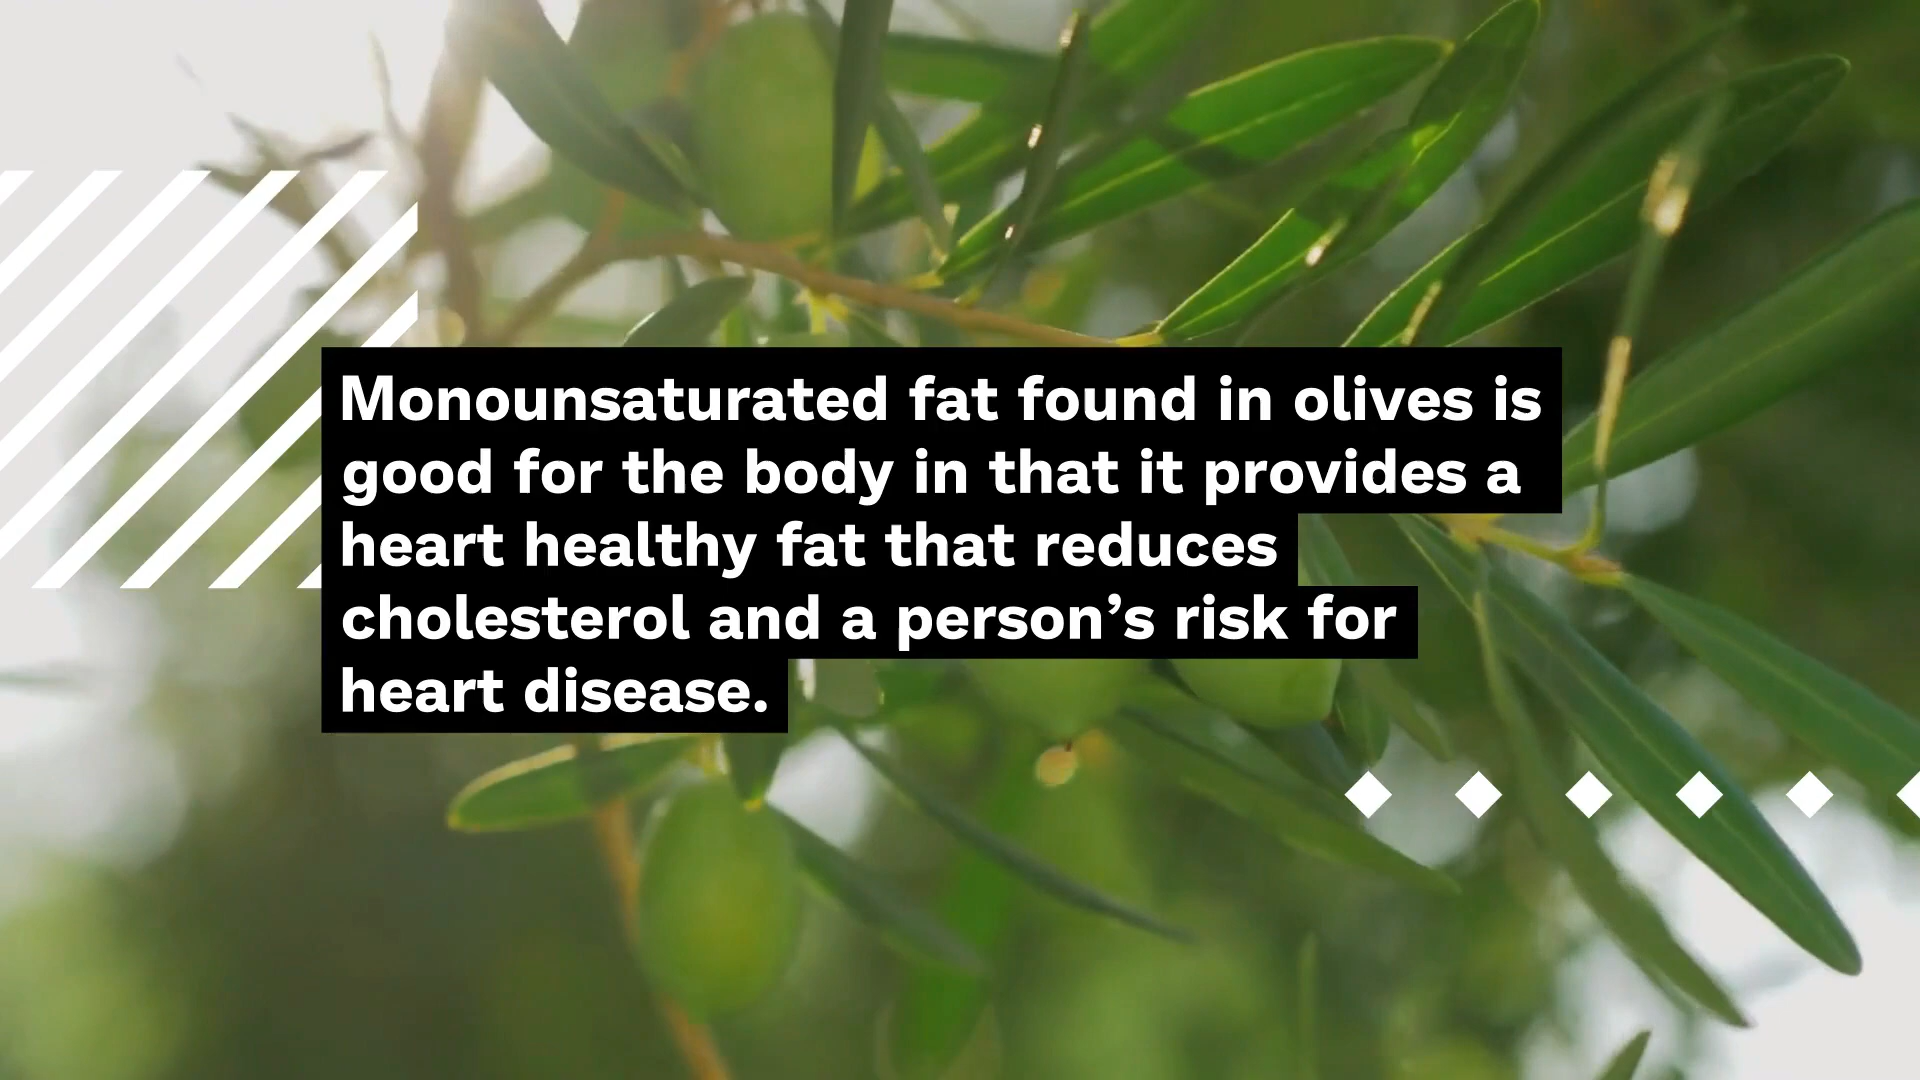 Monounsaturated fat found in olives is
good for the body in that it provides a
heart healthy fat that reduces
cholesterol and a person’s risk for
heart disease.